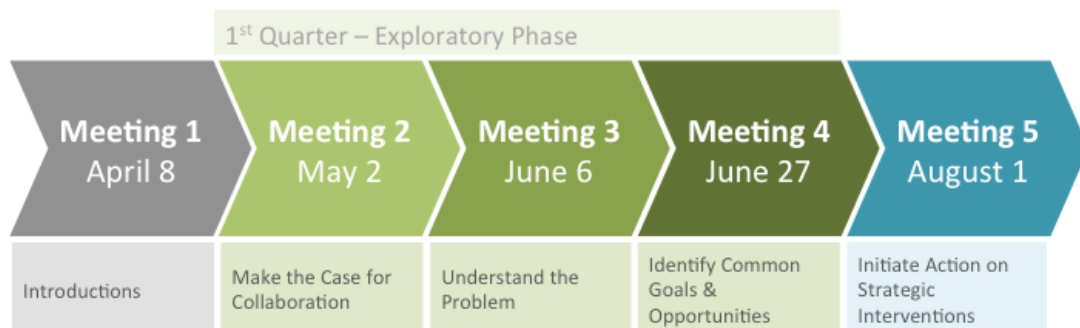 1st Quarter – Exploratory Phase
Meeting 1
April 8
Meeting 2
May 2
Meeting 3
June 6
Meeting 4
June 27
Meeting 5
August 1
Introductions
Make the Case for
Collaboration
Understand the
Problem
Identify Common
Goals &
Opportunities
Initiate Action on
Strategic
Interventions